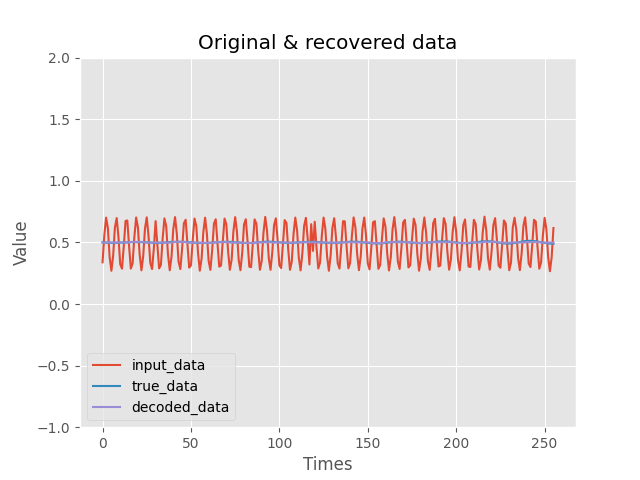 Original & recovered data
2.0
1.5
1.0
0.5
0.0
−0.5
−1.0
Value
input_data
true_data
decoded_data
0 50 100 150 200 250
Times